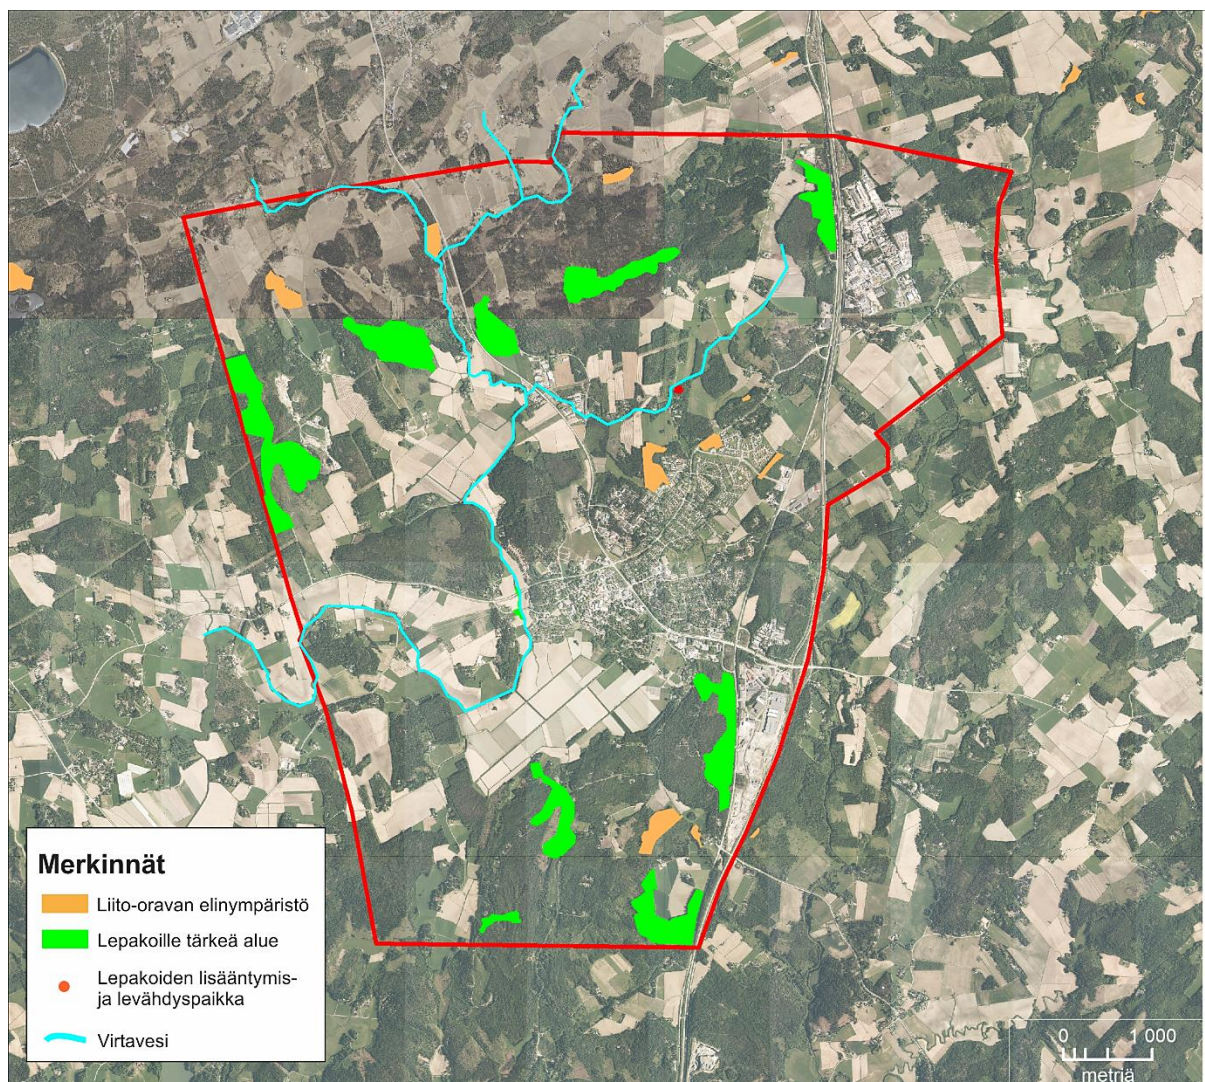 Merkinnät
Liito-oravan elinympäristö
Lepakoille tärkeä alue
Lepakoiden lisääntymis-
ja levähdyspaikka
Virtavesi
0 1 000
metriä